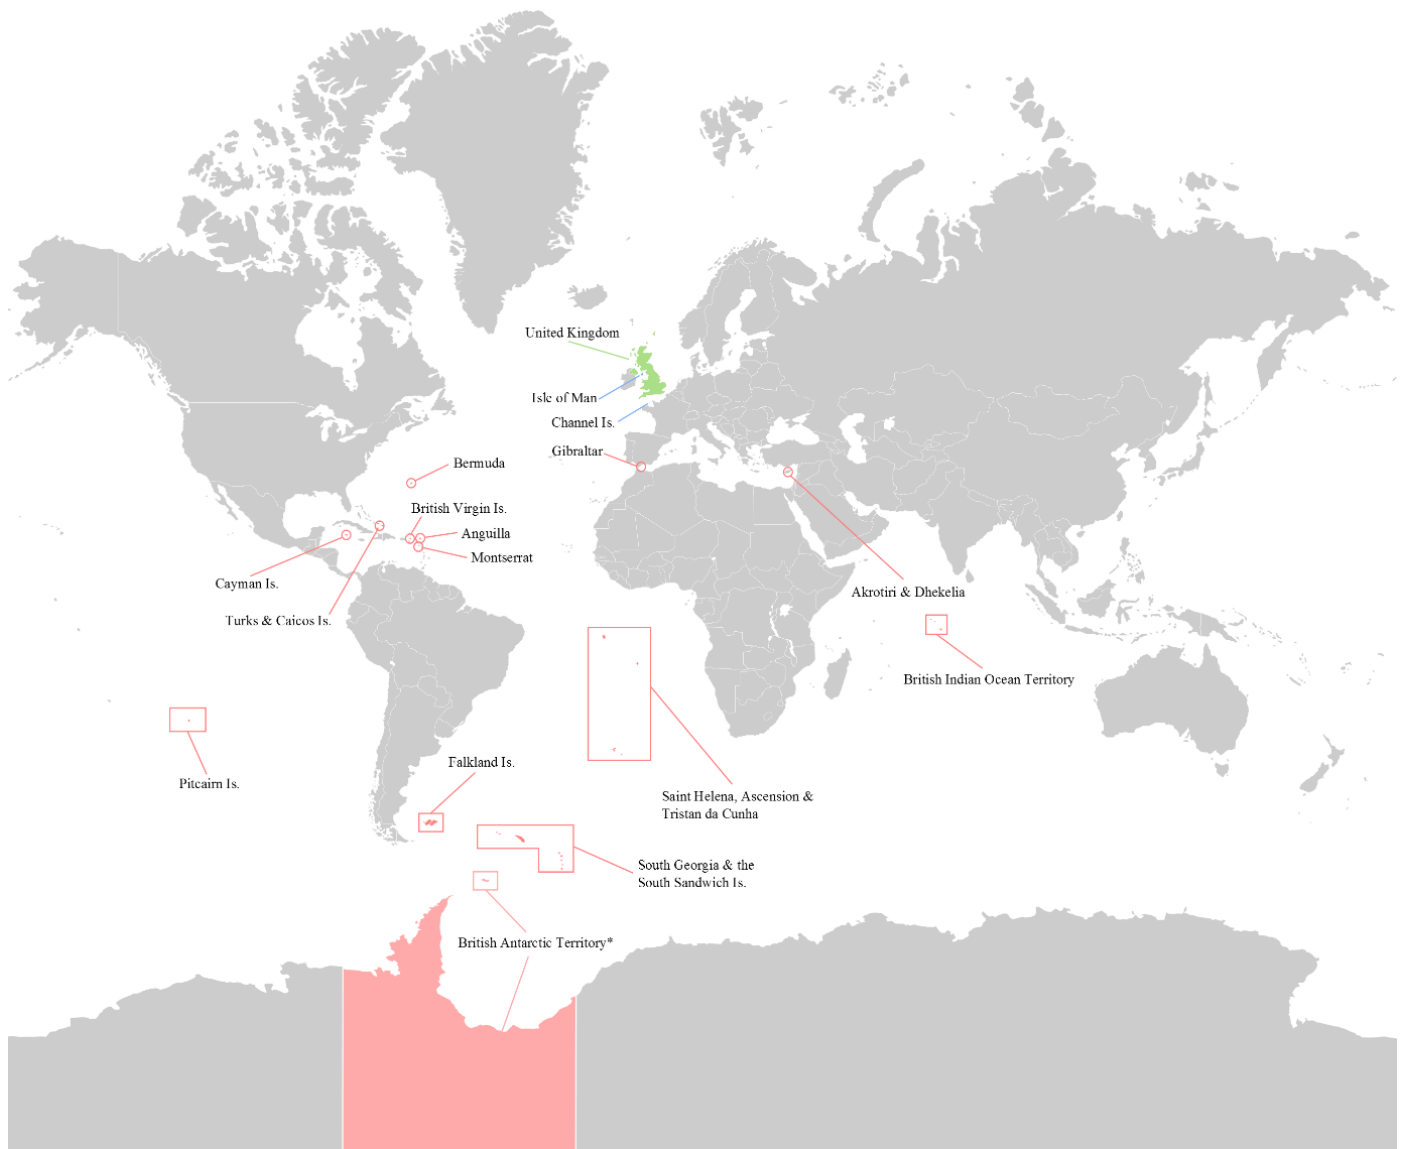 United Kingdom
Isle of Man
Channel Is.
Gibraltar
Bermuda
British Virgin Is.
Anguilla
Montserrat
Cayman Is.
Turks & Caicos Is.
Akrotiri & Dhekelia
British Indian Ocean Territory
Pitcairn Is.
Falkland Is.
Saint Helena, Ascension &
Tristan da Cunha
South Georgia & the
South Sandwich Is.
British Antarctic Territory*